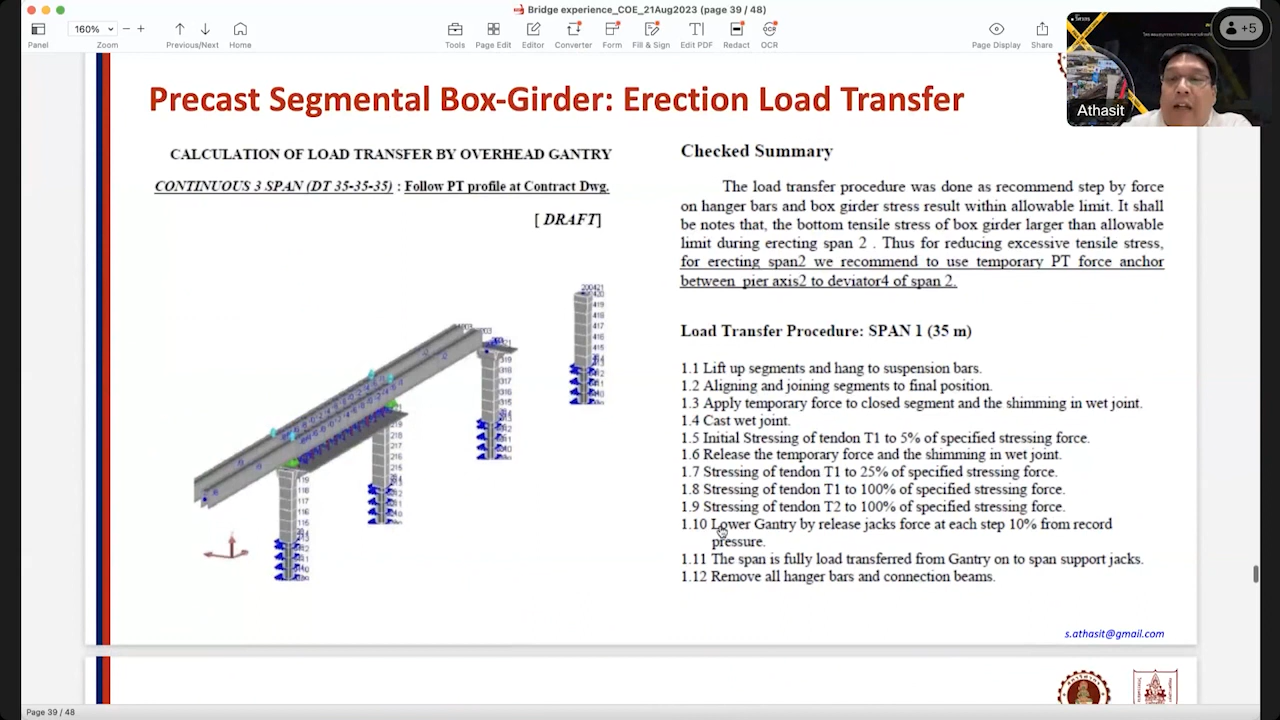 Bridge experience_COE_21Aug2023 (page 39 / 48)
160%
Panel
Zoom
Previous/Next
Home
Tools
Page Edit
Editor
Converter
Form
Fill & Sign
Edit PDF
Redact
OCR
Page Display
Share
+5
Athasit
Precast Segmental Box-Girder: Erection Load Transfer
CALCULATION OF LOAD TRANSFER BY OVERHEAD GANTRY
CONTINUOUS 3 SPAN (DT 35-35-35) : Follow PT profile at Contract Dwg.
[ DRAFT]
Checked Summary
The load transfer procedure was done as recommend step by force
on hanger bars and box girder stress result within allowable limit. It shall
be notes that, the bottom tensile stress of box girder larger than allowable
limit during erecting span 2 . Thus for reducing excessive tensile stress,
for erecting span2 we recommend to use temporary PT force anchor
between pier axis2 to deviator4 of span 2.
Load Transfer Procedure: SPAN 1 (35 m)
1.1 Lift up segments and hang to suspension bars.
1.2 Aligning and joining segments to final position.
1.3 Apply temporary force to closed segment and the shimming in wet joint.
1.4 Cast wet joint.
1.5 Initial Stressing of tendon T1 to 5% of specified stressing force.
1.6 Release the temporary force and the shimming in wet joint.
1.7 Stressing of tendon T1 to 25% of specified stressing force.
1.8 Stressing of tendon T1 to 100% of specified stressing force.
1.9 Stressing of tendon T2 to 100% of specified stressing force.
1.10 Lower Gantry by release jacks force at each step 10% from record
pressure.
1.11 The span is fully load transferred from Gantry on to span support jacks.
1.12 Remove all hanger bars and connection beams.
s.athasit@gmail.com
Page 39 / 48